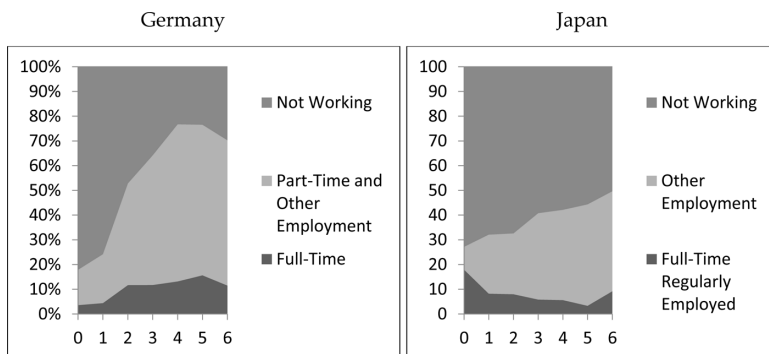 Germany
100%
90%
80%
70%
60%
50%
40%
30%
20%
10%
0%
0 1 2 3 4 5 6
Not Working
Part-Time and
Other
Employment
Full-Time
Japan
100
90
80
70
60
50
40
30
20
10
0
0 1 2 3 4 5 6
Not Working
Other
Employment
Full-Time
Regularly
Employed